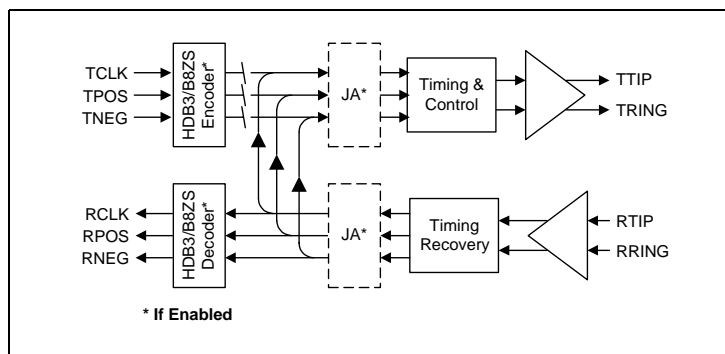 TCLK
TPOS
TNEG
HDB3/B8ZS
Encoder*
JA*
Timing &
Control
TTIP
TRING
RCLK
RPOS
RNEG
HDB3/B8ZS
Decoder*
JA*
Timing
Recovery
RTIP
RRING
* If Enabled